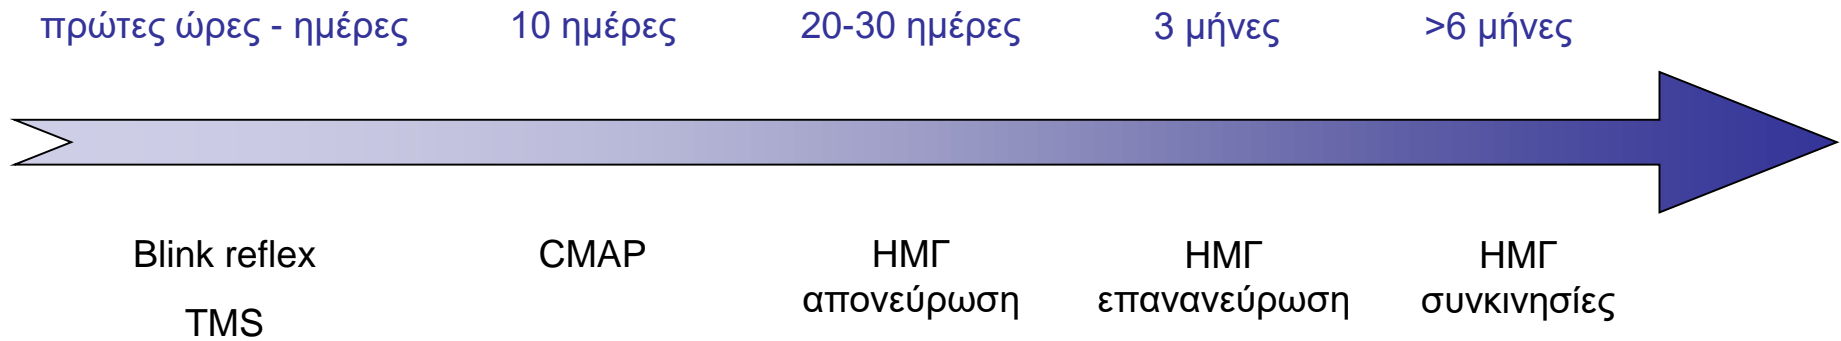 πρώτες ώρες - ημέρες
10 ημέρες
20-30 ημέρες
3 μήνες
>6 μήνες
Blink reflex
TMS
CMAP
ΗΜΓ
απονεύρωση
ΗΜΓ
επανανεύρωση
ΗΜΓ
συνκινησίες